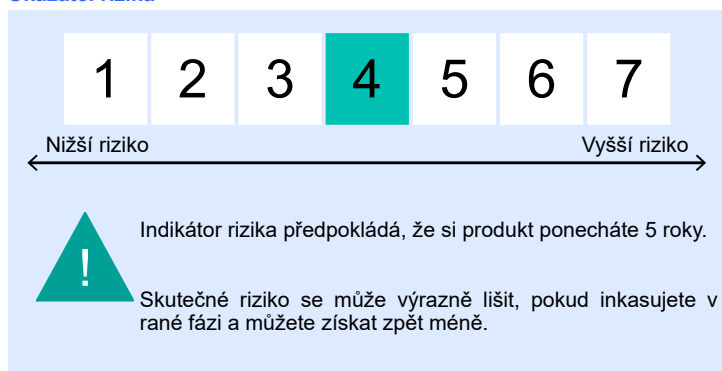 1 2 3 4 5 6 7
Nižší riziko Vyšší riziko
!
Indikátor rizika předpokládá, že si produkt ponecháte 5 roky.
Skutečné riziko se může výrazně lišit, pokud inkasujete v
rané fázi a můžete získat zpět méně.